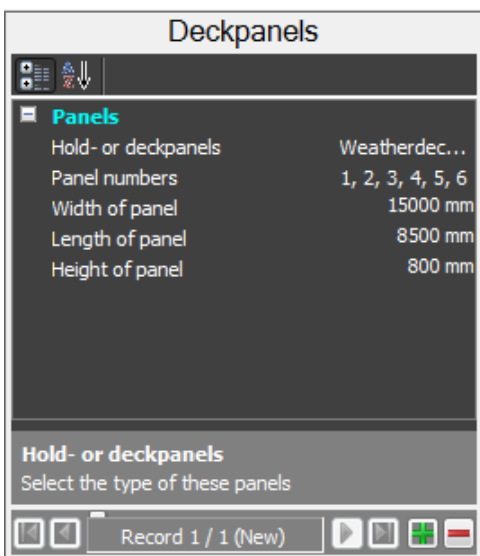 Deckpanels
Panels
Hold- or deckpanels Weatherdec...
Panel numbers 1, 2, 3, 4, 5, 6
Width of panel 15000 mm
Length of panel 8500 mm
Height of panel 800 mm
Hold- or deckpanels
Select the type of these panels
Record 1 / 1 (New)